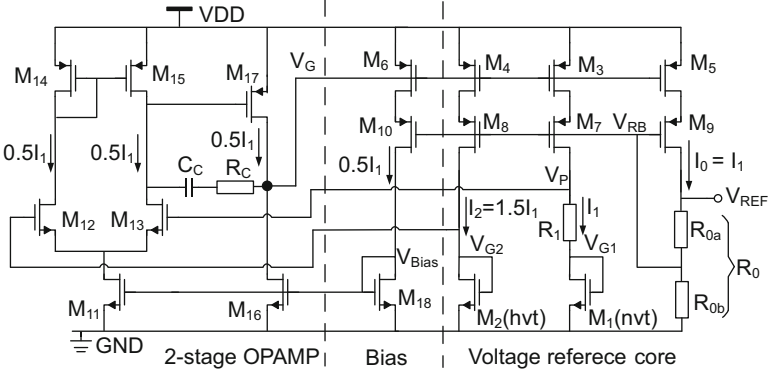 VDD
M14
M15
M17
VG
M6
M4
M3
M5
M10
M8
M7
VRB
M9
0.5I1
0.5I1
0.5I1
0.5I1
I0 = I1
CC
RC
VP
VREF
M12
M13
I2=1.5I1
R1
I1
R0a
R0
VBias
VG2
VG1
R0b
M11
M16
M18
M2(hvt)
M1(nvt)
GND
2-stage OPAMP
Bias
Voltage referece core